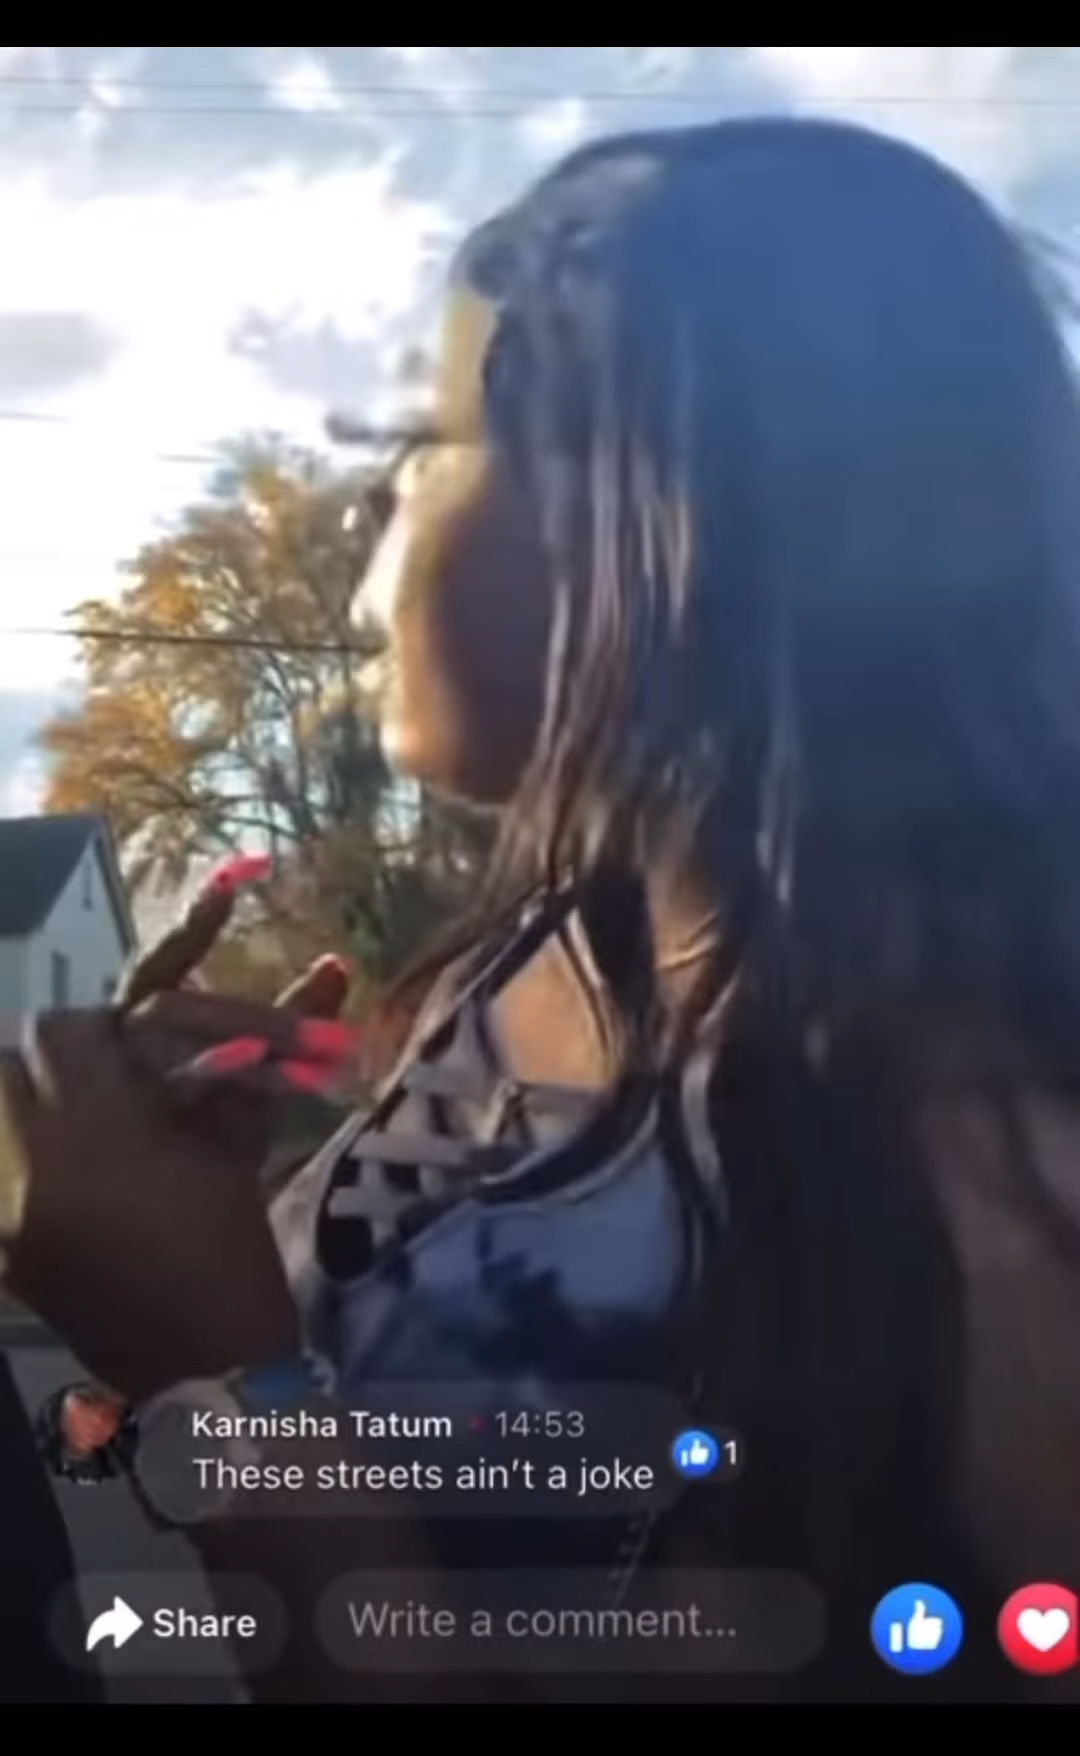 Karnisha Tatum • 14:53
These streets ain't a joke
1
Share
Write a comment...